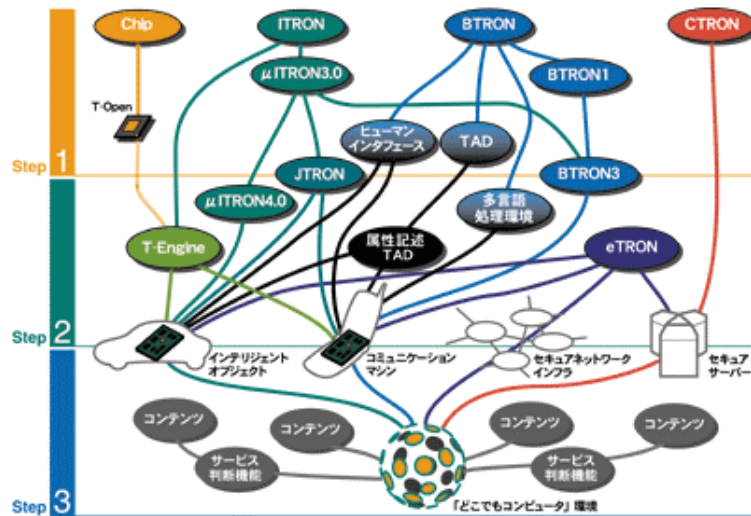 Chip
ITRON
BTRON
CTRON
μITRON3.0
BTRON1
T-Open
ヒューマン
インタフェース
TAD
Step 1
JTRON
BTRON3
μITRON4.0
多言語
処理環境
T-Engine
属性記述
TAD
eTRON
Step 2
インテリジェント
オブジェクト
コミュニケーション
マシン
セキュアネットワーク
インフラ
セキュア
サーバー
コンテンツ
コンテンツ
コンテンツ
コンテンツ
サービス
判断機能
サービス
判断機能
Step 3
「どこでもコンピュータ」環境